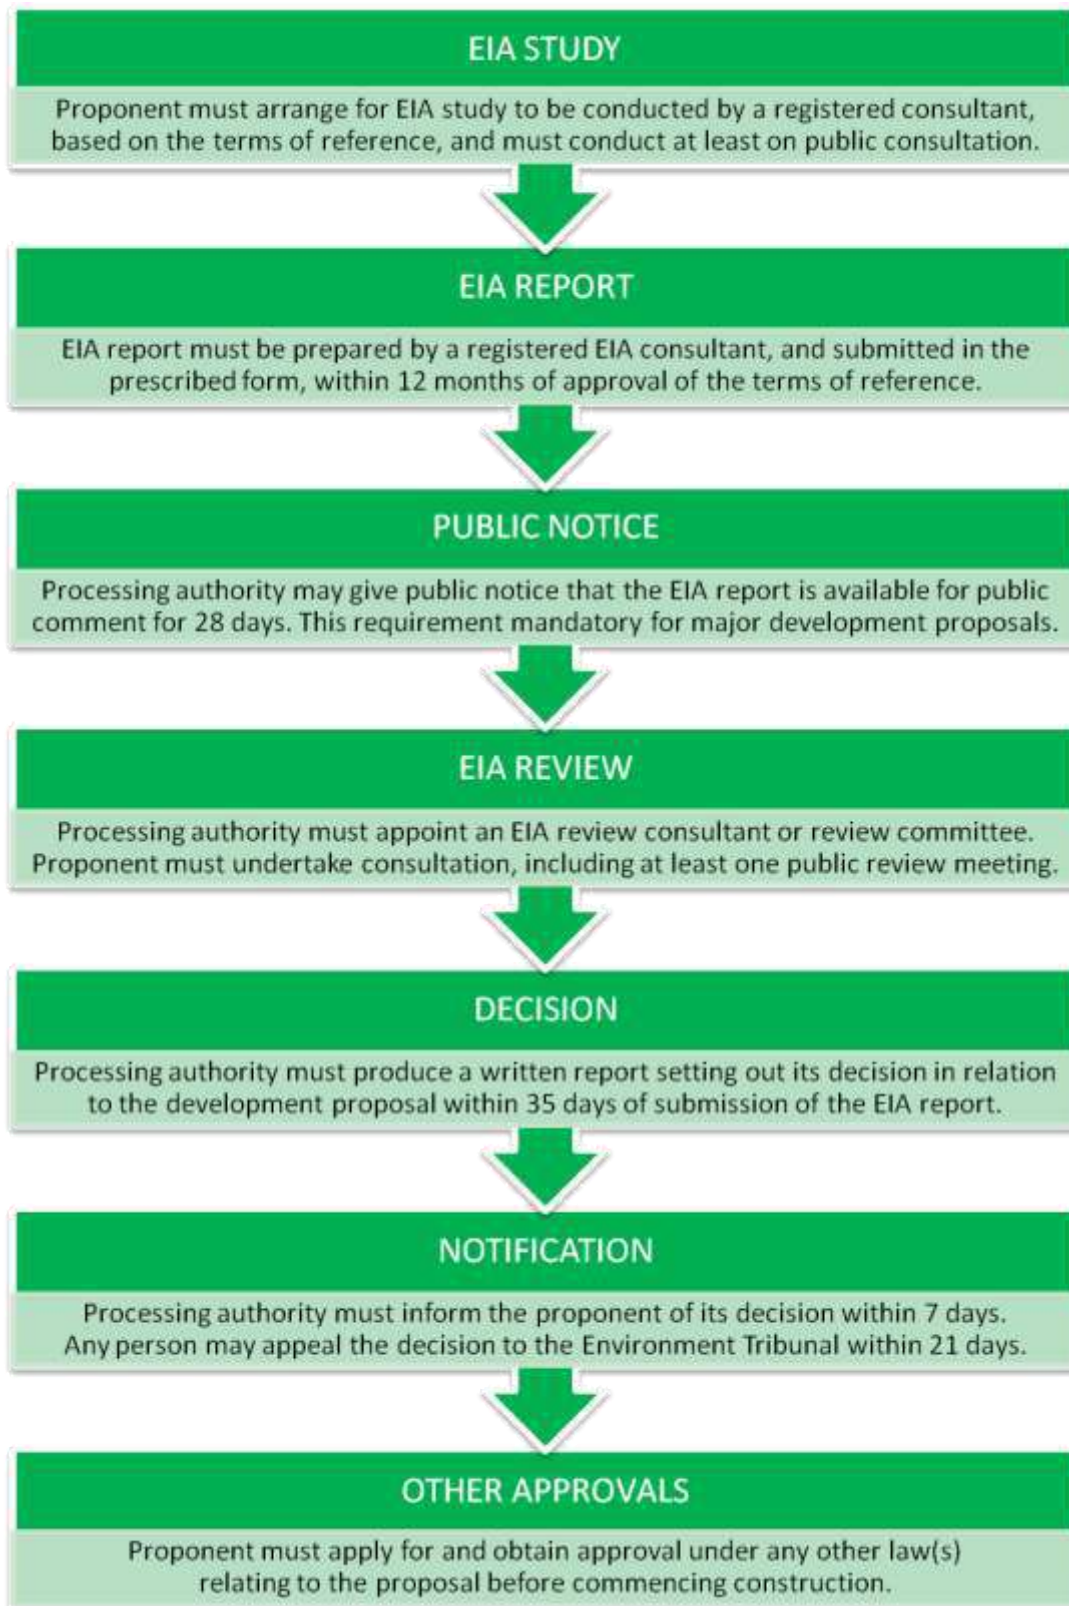 EIA STUDY
Proponent must arrange for EIA study to be conducted by a registered consultant,
based on the terms of reference, and must conduct at least on public consultation.
EIA REPORT
EIA report must be prepared by a registered EIA consultant, and submitted in the
prescribed form, within 12 months of approval of the terms of reference.
PUBLIC NOTICE
Processing authority may give public notice that the EIA report is available for public
comment for 28 days. This requirement mandatory for major development proposals.
EIA REVIEW
Processing authority must appoint an EIA review consultant or review committee.
Proponent must undertake consultation, including at least one public review meeting.
DECISION
Processing authority must produce a written report setting out its decision in relation
to the development proposal within 35 days of submission of the EIA report.
NOTIFICATION
Processing authority must inform the proponent of its decision within 7 days.
Any person may appeal the decision to the Environment Tribunal within 21 days.
OTHER APPROVALS
Proponent must apply for and obtain approval under any other law(s)
relating to the proposal before commencing construction.